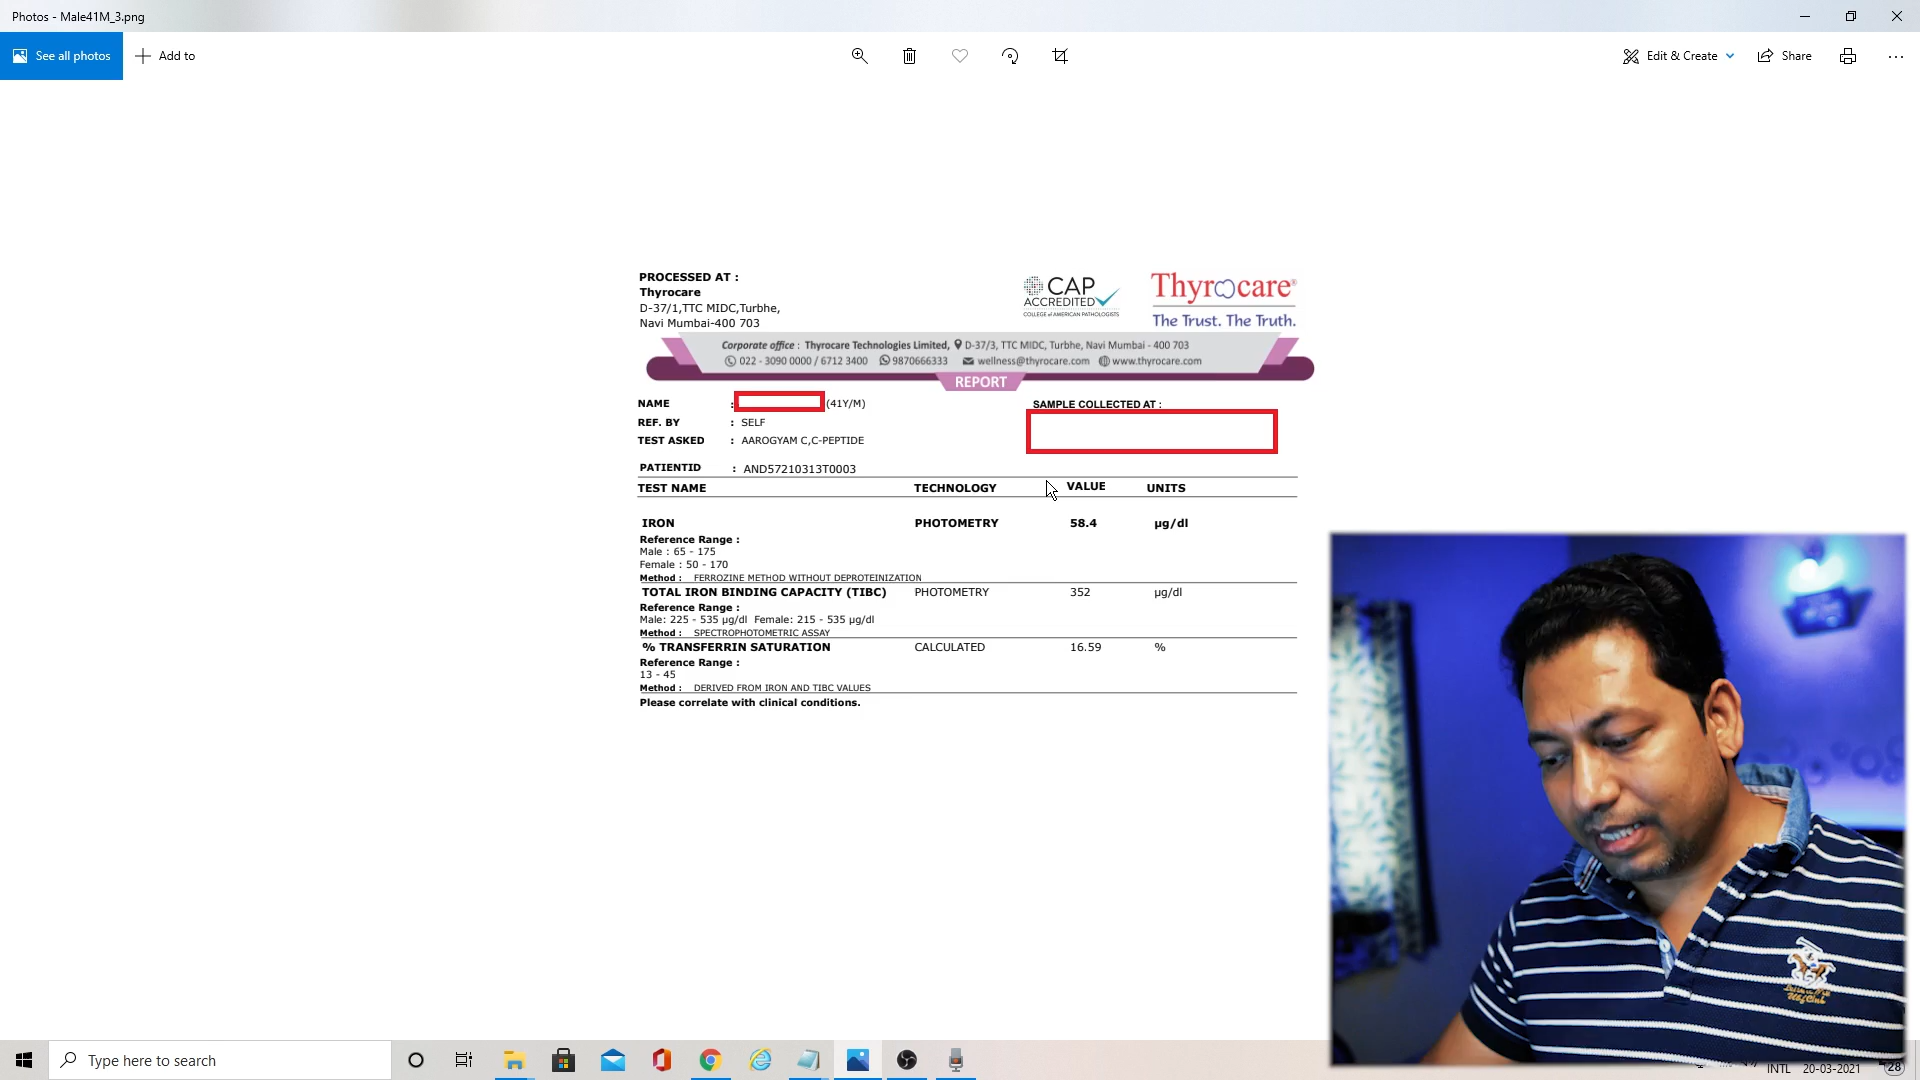 Photos - Male41M_3.png
See all photos
Add to
Edit & Create
Share
PROCESSED AT :
Thyrocare
D-37/1,TTC MIDC,Turbhe,
Navi Mumbai-400 703
CAP
ACCREDITED
COLLEGE of AMERICAN PATHOLOGISTS
Thyrocare®
The Trust. The Truth.
Corporate office : Thyrocare Technologies Limited, D-37/3, TTC MIDC, Turbhe, Navi Mumbai - 400 703
022 - 3090 0000 / 6712 3400 9870666333 wellness@thyrocare.com www.thyrocare.com
REPORT
NAME : (41Y/M)
SAMPLE COLLECTED AT :
REF. BY : SELF
TEST ASKED : AAROGYAM C,C-PEPTIDE
PATIENTID : AND57210313T0003
TEST NAME TECHNOLOGY VALUE UNITS
IRON PHOTOMETRY 58.4 µg/dl
Reference Range :
Male : 65 - 175
Female : 50 - 170
Method : FERROZINE METHOD WITHOUT DEPROTEINIZATION
TOTAL IRON BINDING CAPACITY (TIBC) PHOTOMETRY 352 µg/dl
Reference Range :
Male: 225 - 535 µg/dl Female: 215 - 535 µg/dl
Method : SPECTROPHOTOMETRIC ASSAY
% TRANSFERRIN SATURATION CALCULATED 16.59 %
Reference Range :
13 - 45
Method : DERIVED FROM IRON AND TIBC VALUES
Please correlate with clinical conditions.
Type here to search
INTL 20-03-2021 28